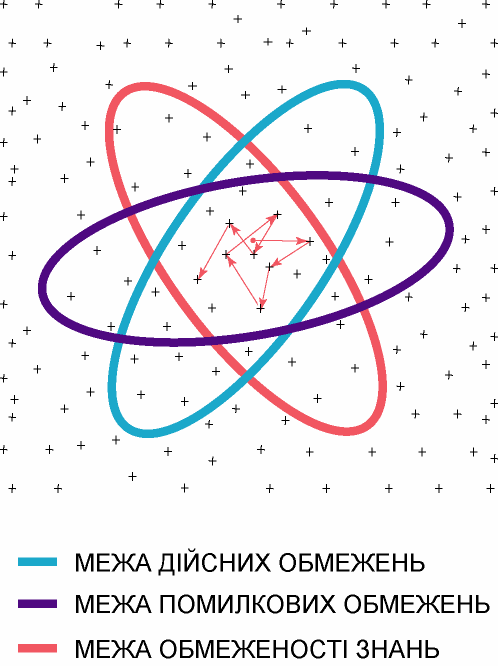 МЕЖА ДІЙСНИХ ОБМЕЖЕНЬ
МЕЖА ПОМИЛКОВИХ ОБМЕЖЕНЬ
МЕЖА ОБМЕЖЕНОСТІ ЗНАНЬ